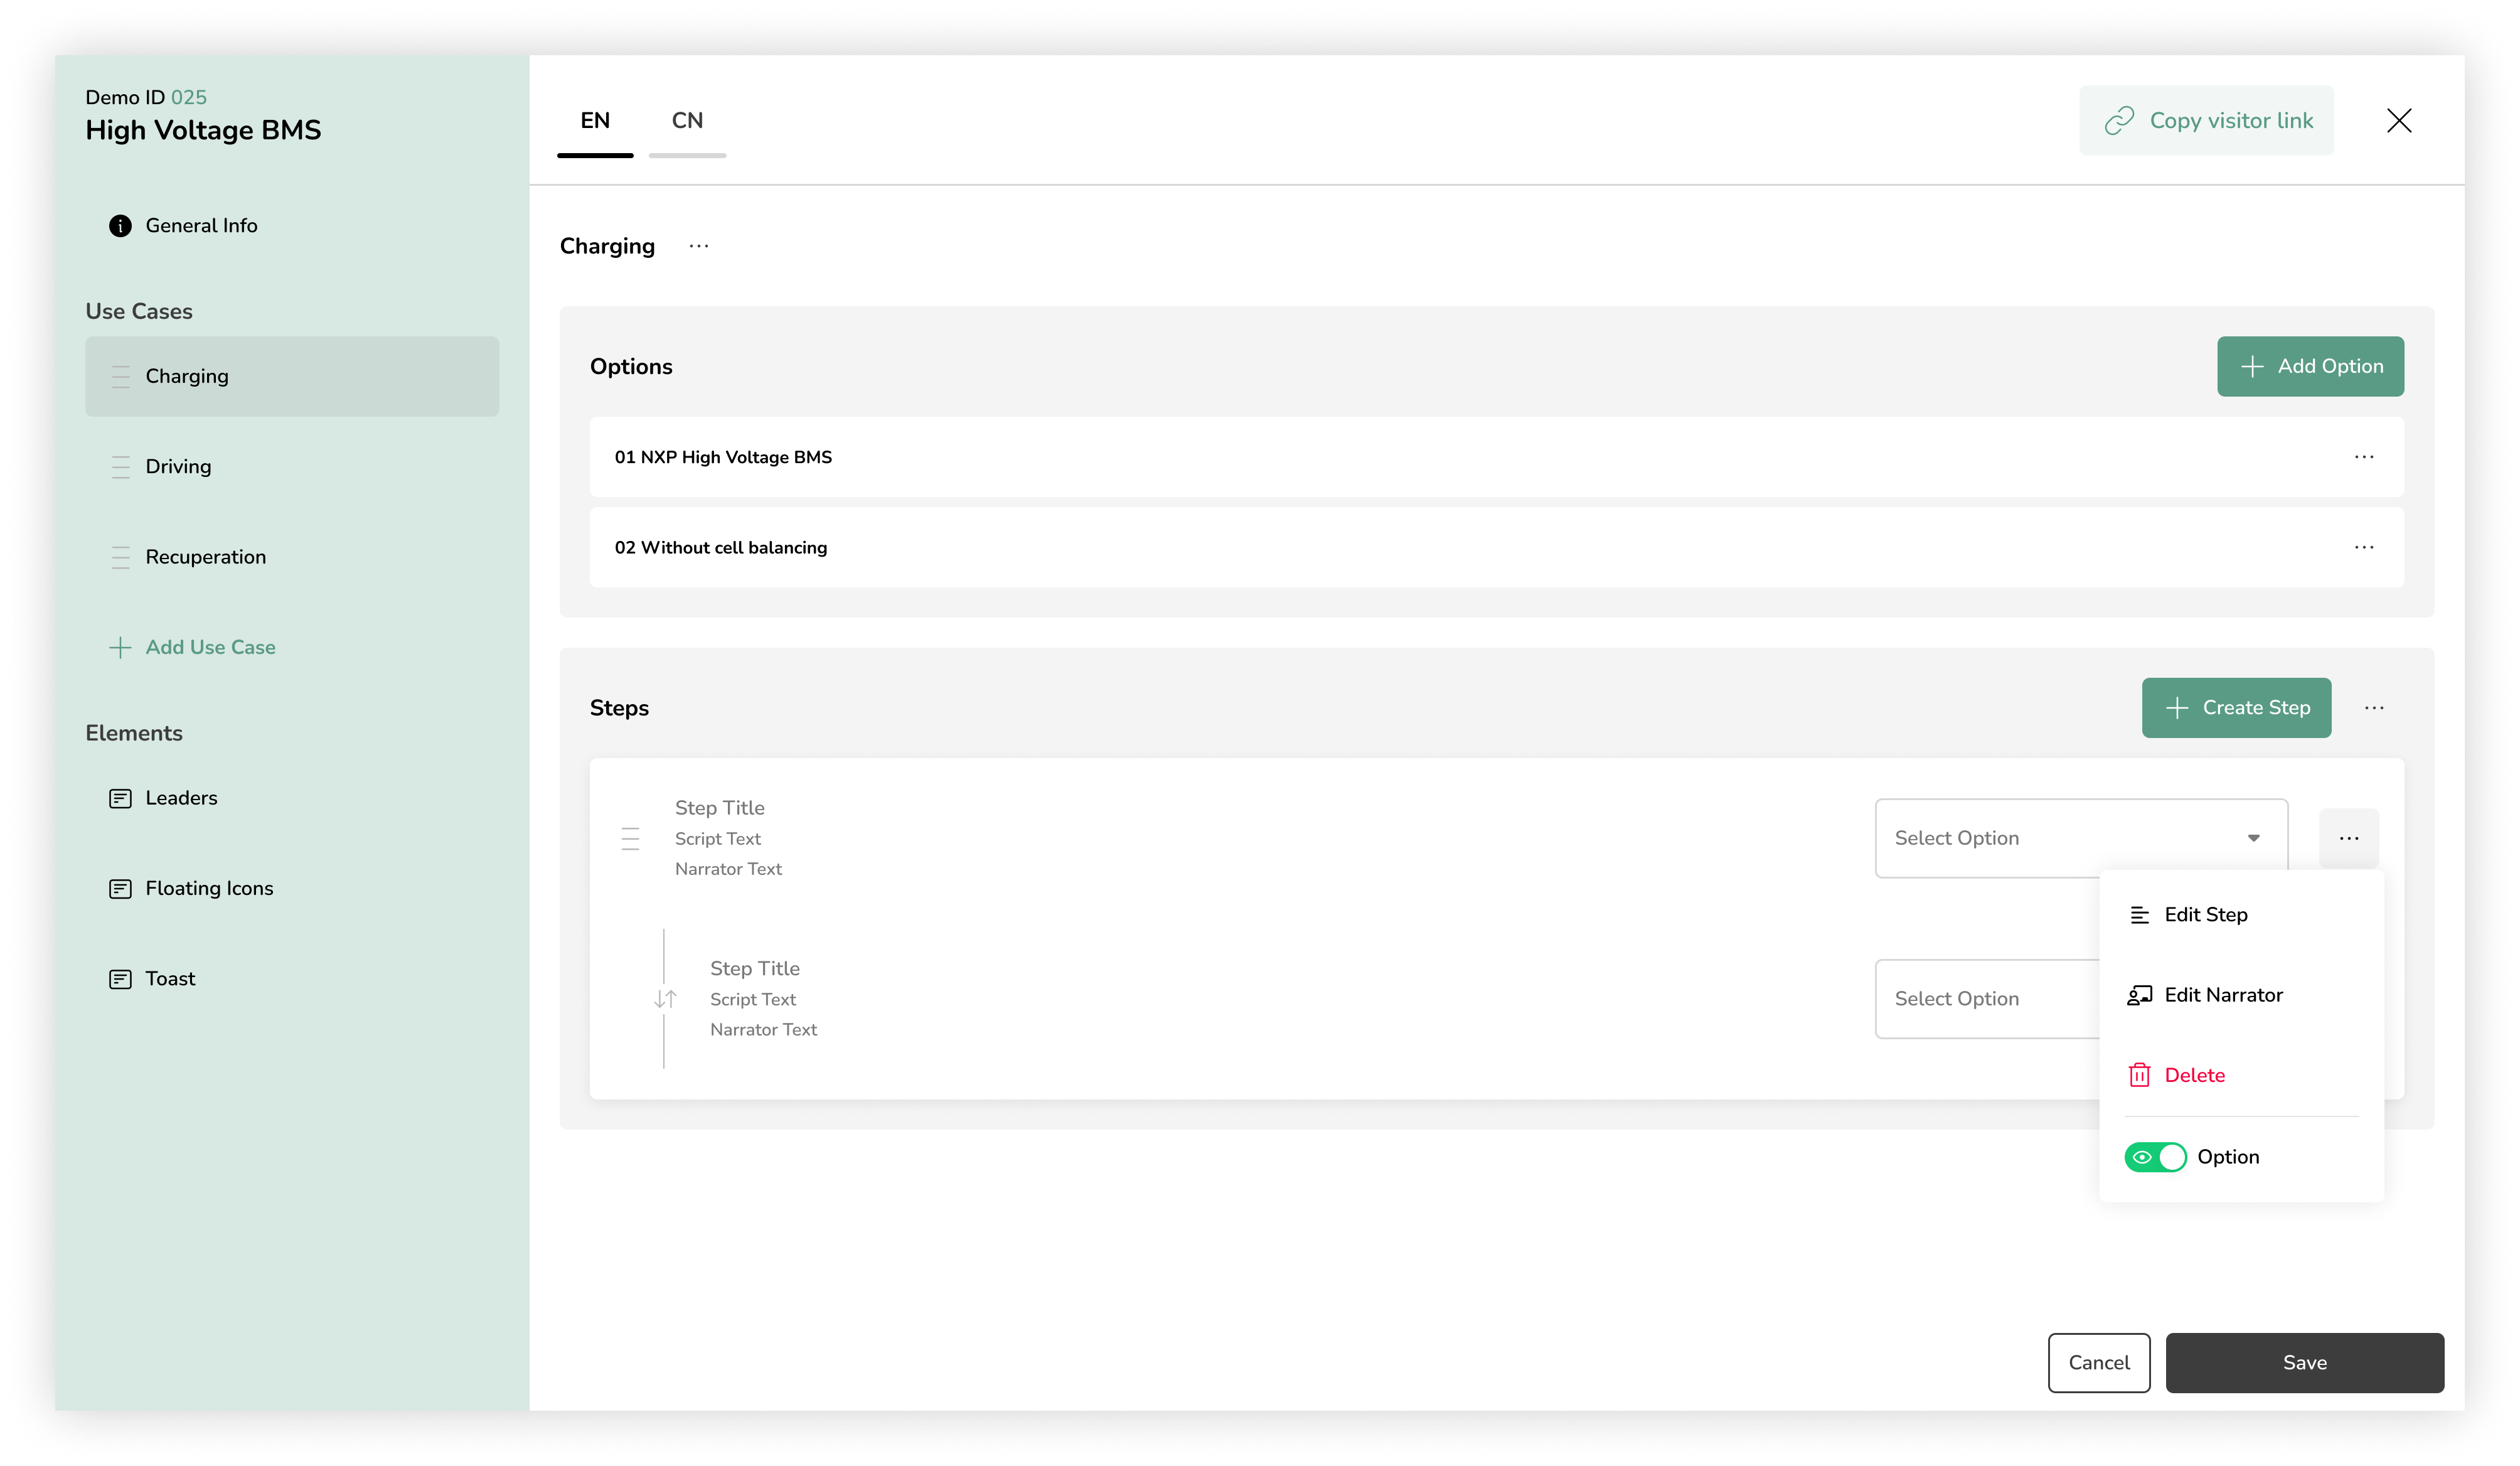 Demo ID 025
High Voltage BMS
General Info
Use Cases
Charging
Driving
Recuperation
Add Use Case
Elements
Leaders
Floating Icons
Toast
EN
CN
Copy visitor link
Charging
Options
Add Option
01 NXP High Voltage BMS
02 Without cell balancing
Steps
Create Step
Step Title
Script Text
Narrator Text
Select Option
Step Title
Script Text
Narrator Text
Select Option
Edit Step
Edit Narrator
Delete
Option
Cancel
Save